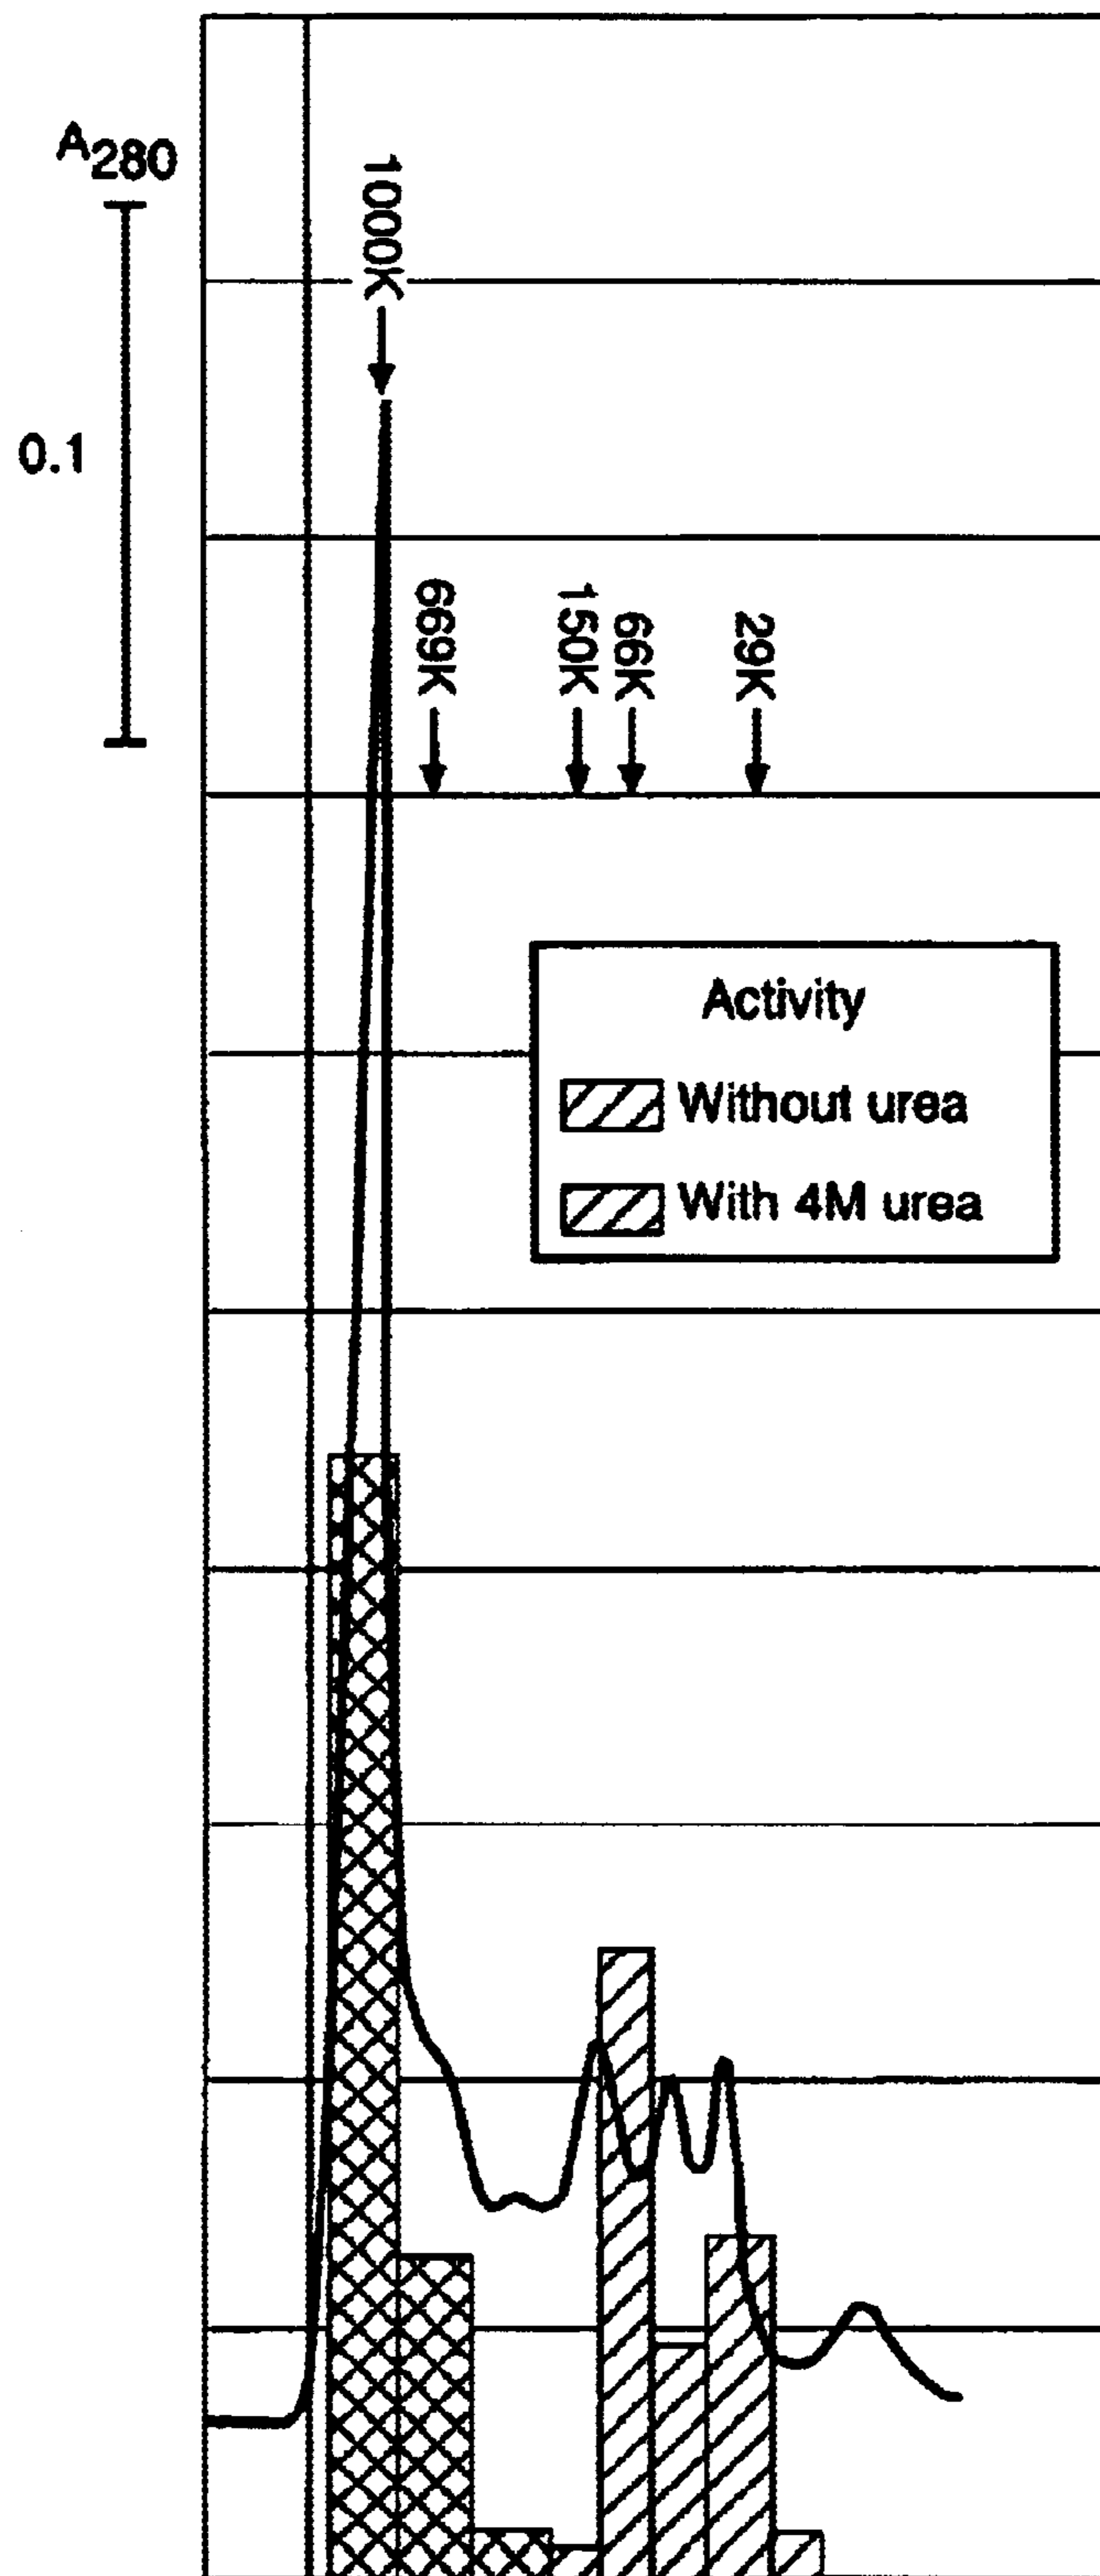 A280
0.1
1000K
669K
150K
66K
29K
Activity
Without urea
With 4M urea